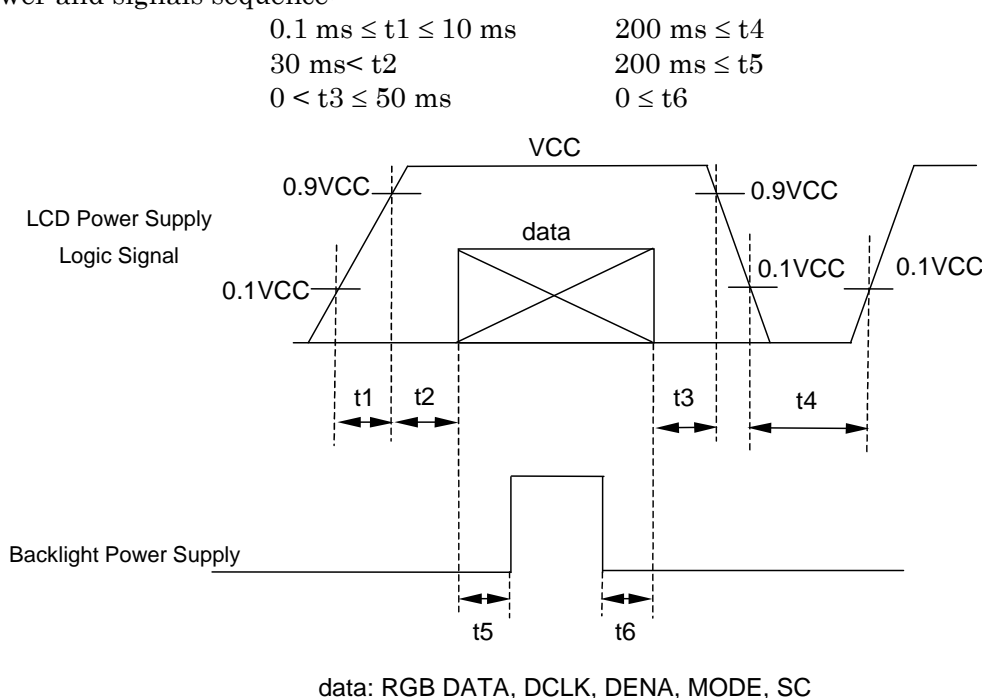 wer and signals sequence
0.1 ms ≤ t1 ≤ 10 ms 200 ms ≤ t4
30 ms< t2 200 ms ≤ t5
0 < t3 ≤ 50 ms 0 ≤ t6
VCC
0.9VCC 0.9VCC
LCD Power Supply
Logic Signal
data
0.1VCC 0.1VCC 0.1VCC
t1 t2 t3 t4
Backlight Power Supply
t5 t6
data: RGB DATA, DCLK, DENA, MODE, SC